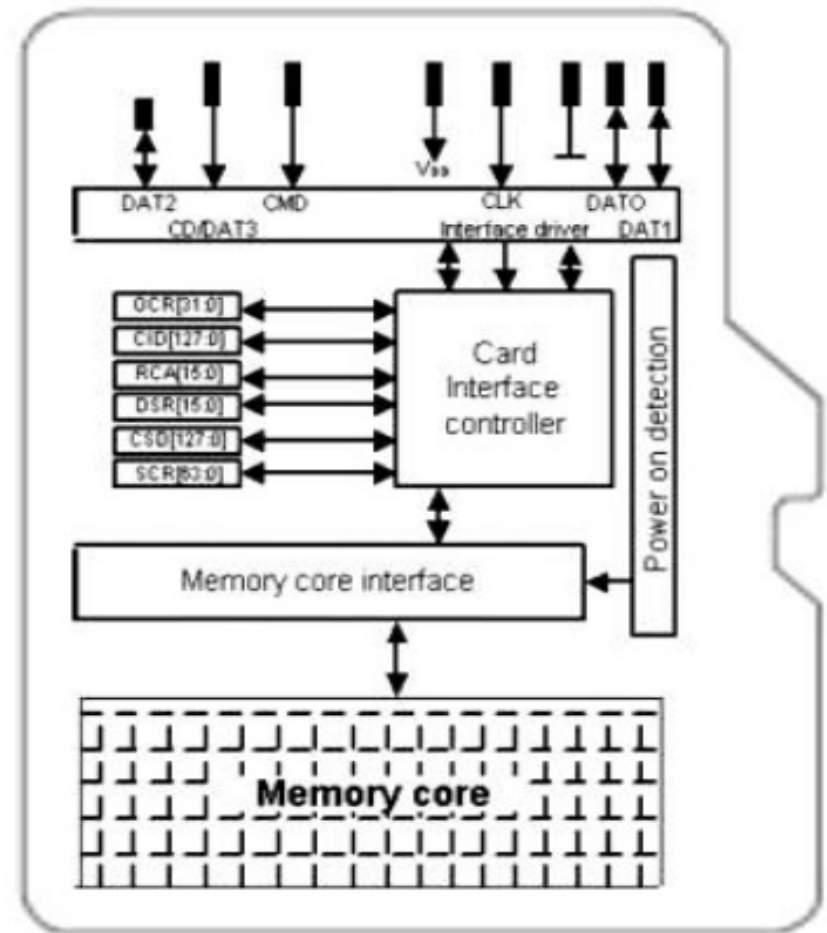 VDD
DAT2 CMD CLK DATO
CD/DAT3 Interface driver DAT1
OCR[31:0]
CID[127:0]
RCA[15:0]
DSR[15:0]
CSD[127:0]
SCR[63:0]
Card
Interface
controller
Power on detection
Memory core interface
Memory core